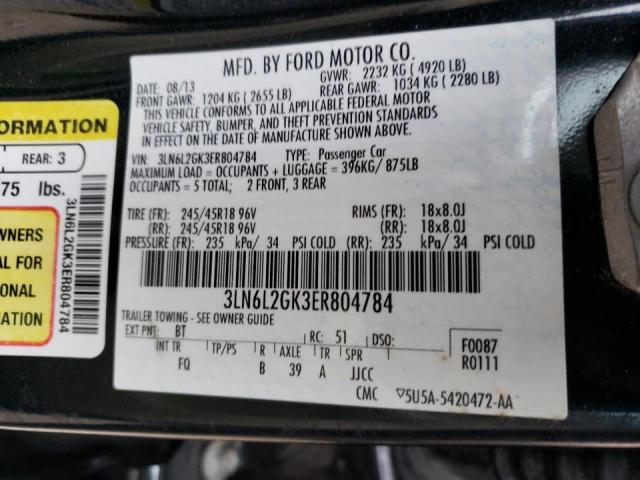 MFD. BY FORD MOTOR CO.
DATE: 08/13 GVWR: 2232 KG ( 4920 LB)
FRONT GAWR: 1204 KG ( 2655 LB) REAR GAWR: 1034 KG ( 2280 LB)
THIS VEHICLE CONFORMS TO ALL APPLICABLE FEDERAL MOTOR
VEHICLE SAFETY, BUMPER, AND THEFT PREVENTION STANDARDS
IN EFFECT ON THE DATE OF MANUFACTURE SHOWN ABOVE.
VIN: 3LN6L2GK3ER804784 TYPE: Passenger Car
MAXIMUM LOAD = OCCUPANTS + LUGGAGE = 396KG/ 875LB
OCCUPANTS = 5 TOTAL; 2 FRONT, 3 REAR
TIRE (FR): 245/45R18 96V RIMS (FR): 18x8.0J
(RR): 245/45R18 96V (RR): 18x8.0J
PRESSURE (FR): 235 kPa/ 34 PSI COLD (RR): 235 kPa/ 34 PSI COLD
3LN6L2GK3ER804784
TRAILER TOWING - SEE OWNER GUIDE
EXT PNT: BT RC: 51 DSO:
F0087
R0111
INT TR TP/PS R AXLE TR SPR
FQ B 39 A JJCC
CMC ▽5U5A-5420472-AA
FORMATION
REAR: 3
75 lbs.
WNERS
AL FOR
IONAL
MATION
3LN6L2GK3ER804784